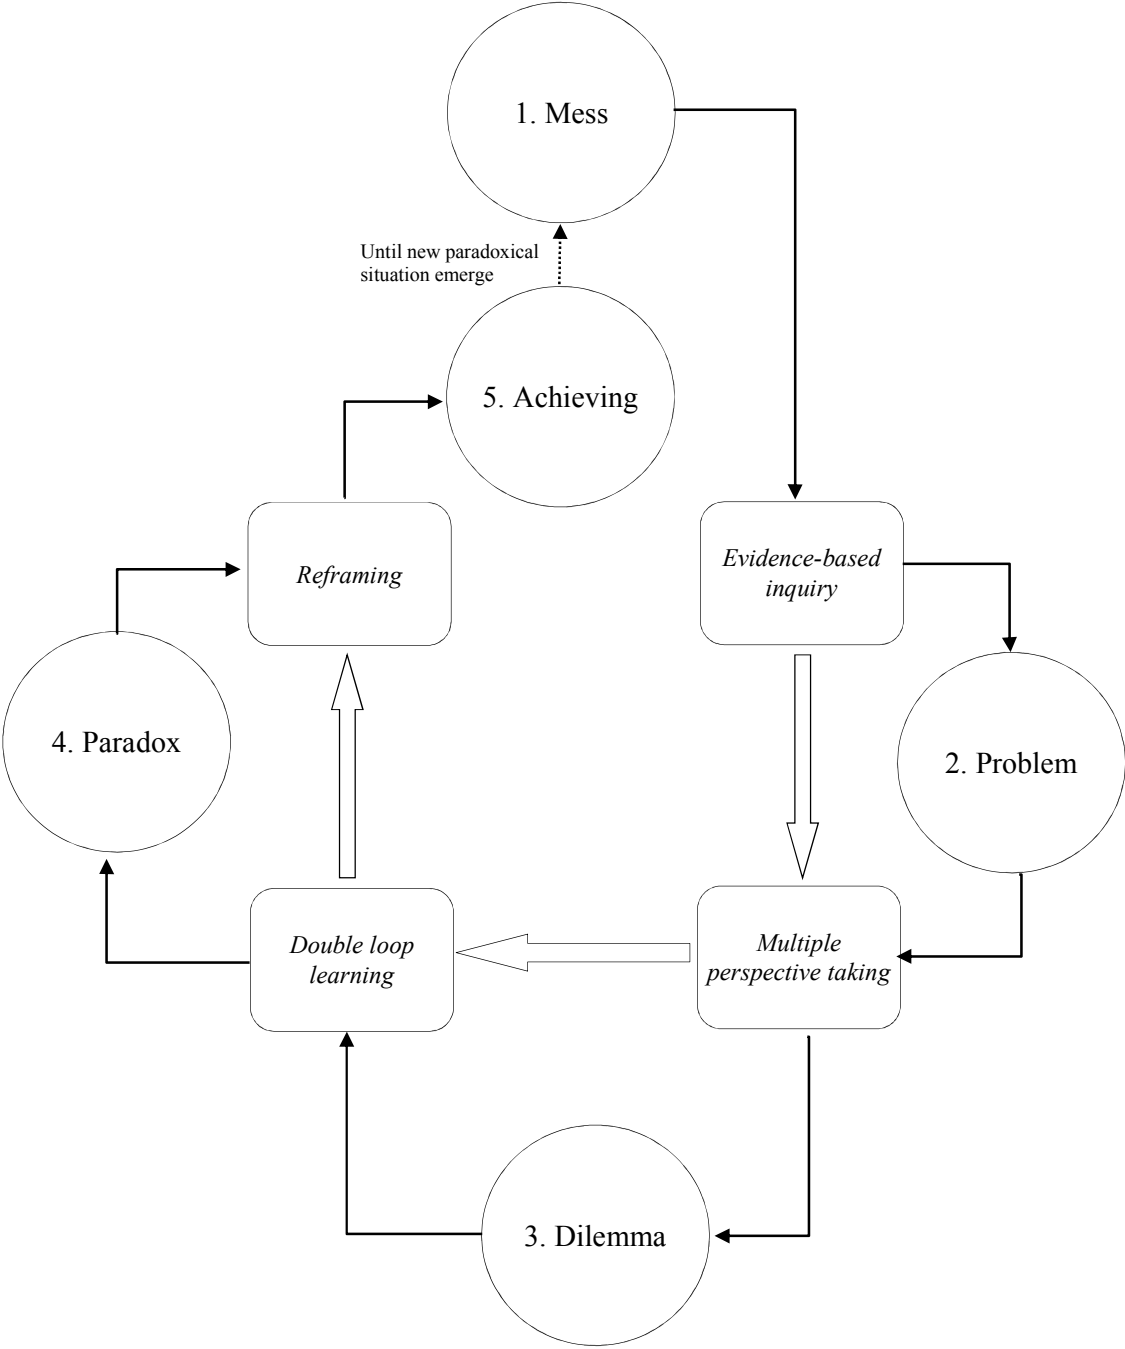 1. Mess
Until new paradoxical
situation emerge
5. Achieving
Evidence-based
inquiry
Reframing
4. Paradox
2. Problem
Multiple
perspective taking
Double loop
learning
3. Dilemma